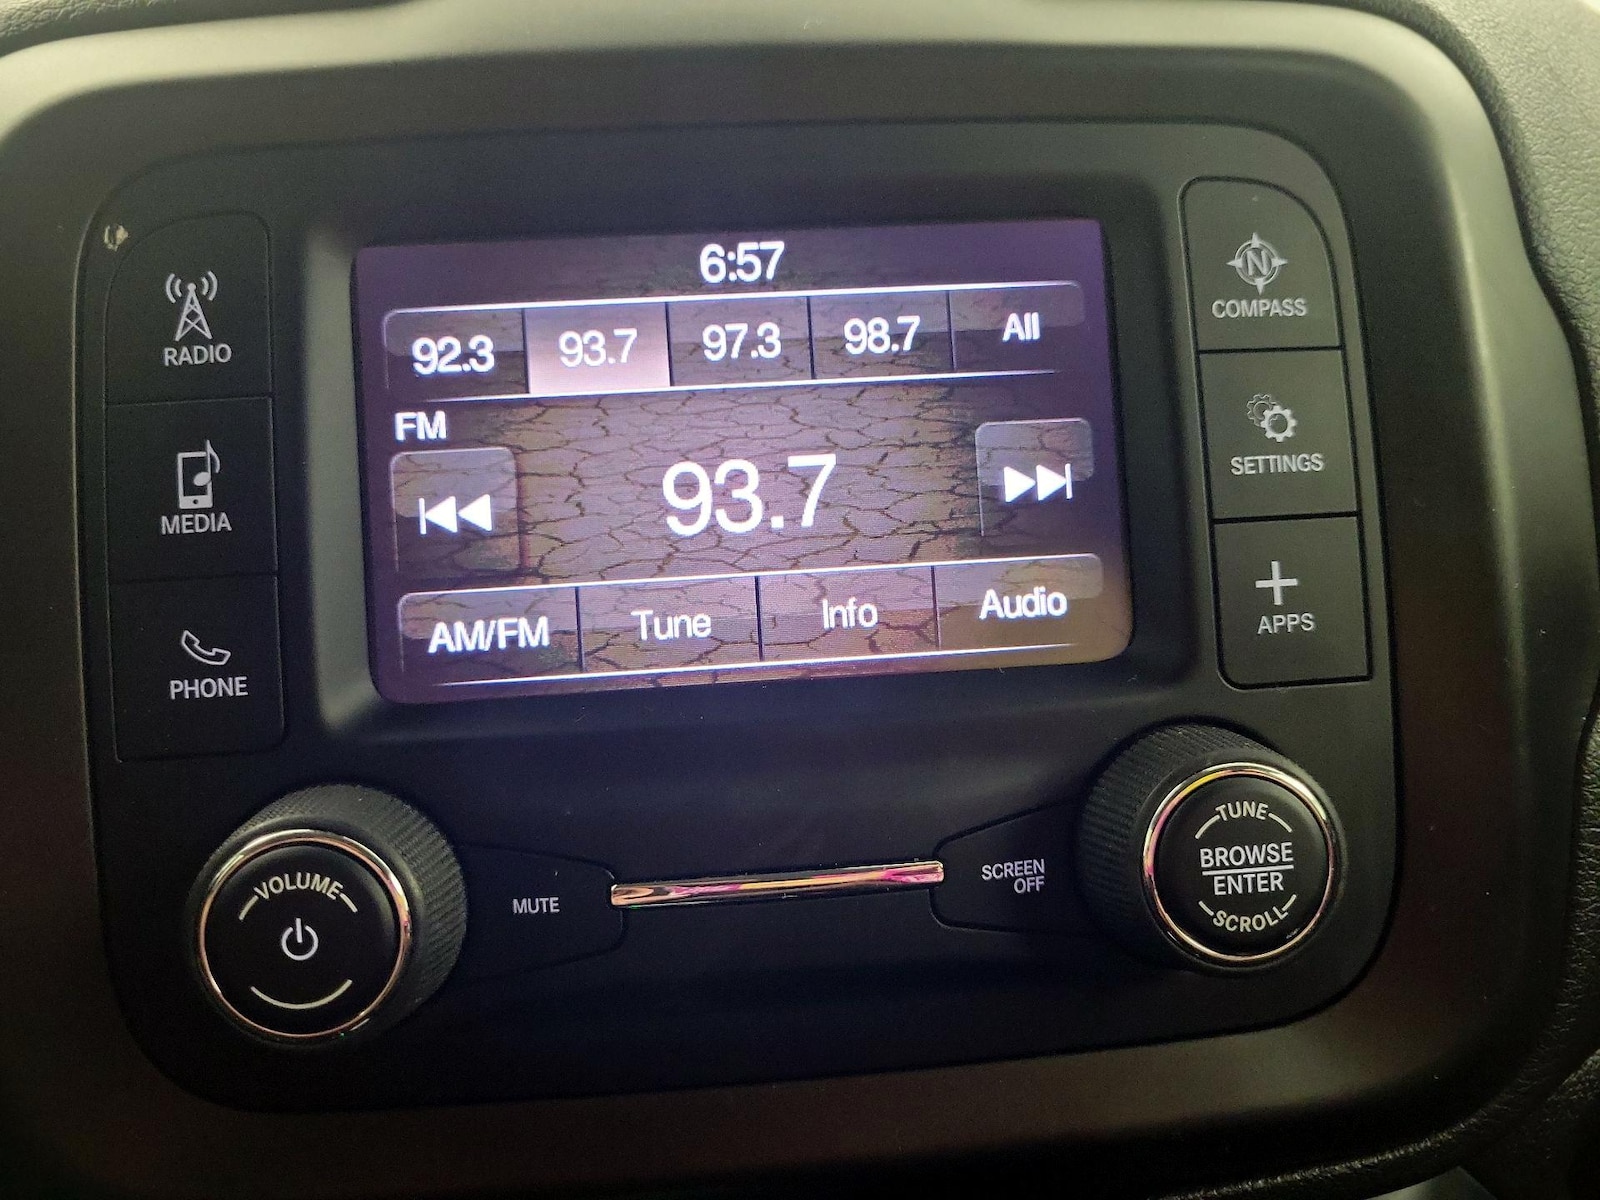 6:57
92.3 93.7 97.3 98.7 All
FM
93.7
AM/FM Tune Info Audio
RADIO
MEDIA
PHONE
N
COMPASS
SETTINGS
APPS
VOLUME
MUTE
SCREEN
OFF
TUNE
BROWSE
ENTER
SCROLL